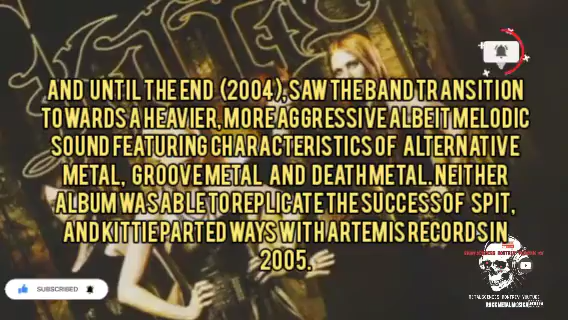 AND UNTIL THE END (2004), SAW THE BAND TRANSITION
TOWARDS A HEAVIER, MORE AGGRESSIVE ALBEIT MELODIC
SOUND FEATURING CHARACTERISTICS OF ALTERNATIVE
METAL, GROOVE METAL AND DEATH METAL. NEITHER
ALBUM WAS ABLE TO REPLICATE THE SUCCESS OF SPIT,
AND KITTIE PARTED WAYS WITH ARTEMIS RECORDS IN
2005.
SUBSCRIBED